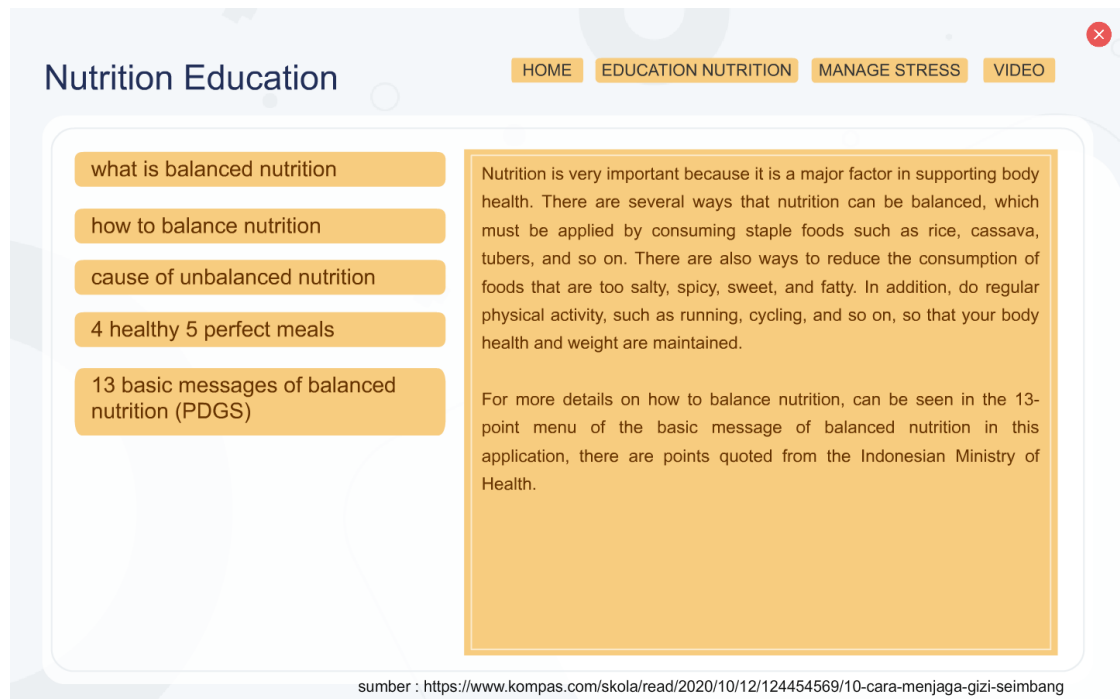 Nutrition Education
HOME
EDUCATION NUTRITION
MANAGE STRESS
VIDEO
what is balanced nutrition
how to balance nutrition
cause of unbalanced nutrition
4 healthy 5 perfect meals
13 basic messages of balanced
nutrition (PDGS)
Nutrition is very important because it is a major factor in supporting body
health. There are several ways that nutrition can be balanced, which
must be applied by consuming staple foods such as rice, cassava,
tubers, and so on. There are also ways to reduce the consumption of
foods that are too salty, spicy, sweet, and fatty. In addition, do regular
physical activity, such as running, cycling, and so on, so that your body
health and weight are maintained.
For more details on how to balance nutrition, can be seen in the 13-
point menu of the basic message of balanced nutrition in this
application, there are points quoted from the Indonesian Ministry of
Health.
sumber : https://www.kompas.com/skola/read/2020/10/12/124454569/10-cara-menjaga-gizi-seimbang